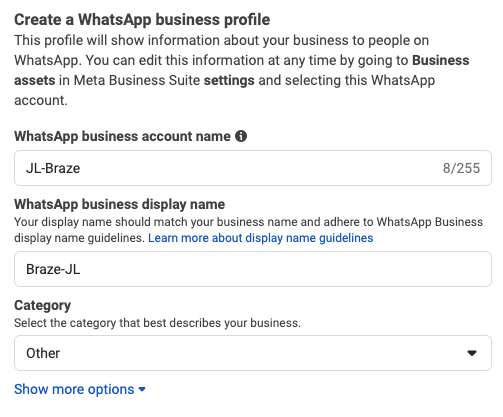 Create a WhatsApp business profile
This profile will show information about your business to people on
WhatsApp. You can edit this information at any time by going to Business
assets in Meta Business Suite settings and selecting this WhatsApp
account.
WhatsApp business account name
JL-Braze 8/255
WhatsApp business display name
Your display name should match your business name and adhere to WhatsApp Business
display name guidelines. Learn more about display name guidelines
Braze-JL
Category
Select the category that best describes your business.
Other
Show more options